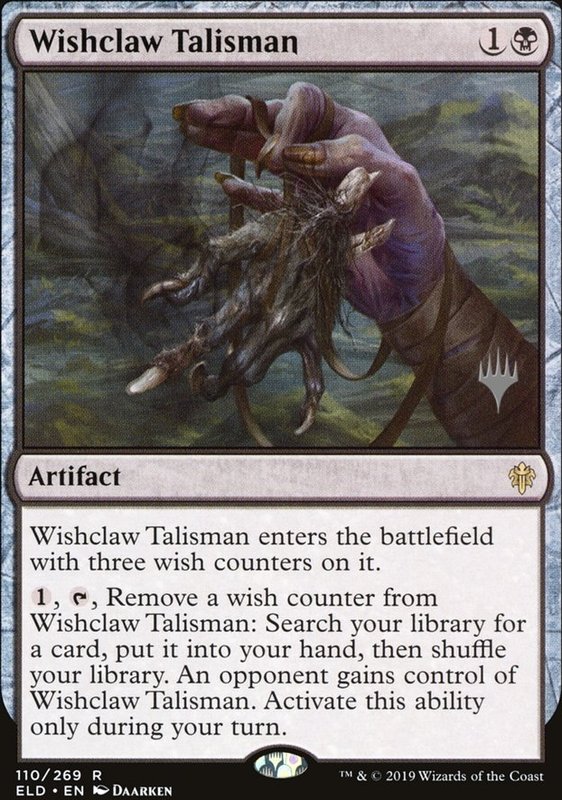 Wishclaw Talisman 1
Artifact
Wishclaw Talisman enters the battlefield
with three wish counters on it.
1, , Remove a wish counter from
Wishclaw Talisman: Search your library for
a card, put it into your hand, then shuffle
your library. An opponent gains control of
Wishclaw Talisman. Activate this ability
only during your turn.
110/269 R
ELD • EN DAARKEN
™ & © 2019 Wizards of the Coast